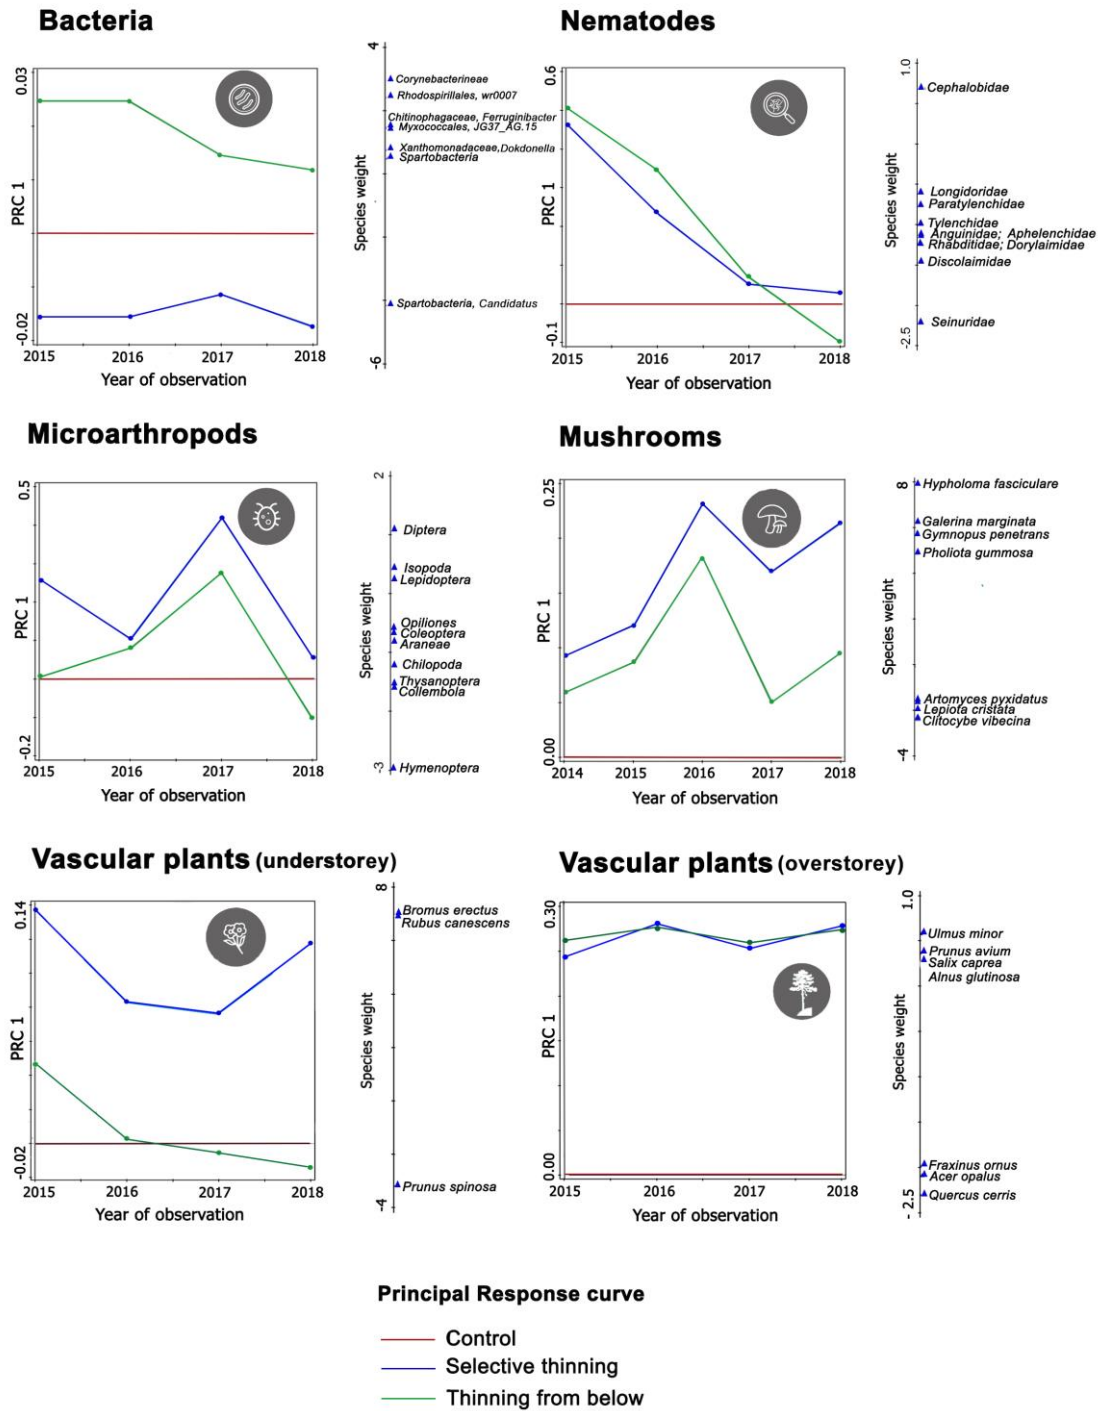 Bacteria
0.03
-0.02
PRC 1
2015 2016 2017 2018
Year of observation
4
-6
Species weight
Corynebacterineae
Rhodospirillales, wr0007
Chitinophagaceae, Ferruginibacter
Myxococcales, JG37_AG.15
Xanthomonadaceae,Dokdonella
Spartobacteria
Spartobacteria, Candidatus
Nematodes
0.6
-0.1
PRC 1
2015 2016 2017 2018
Year of observation
1.0
-2.5
Species weight
Cephalobidae
Longidoridae
Paratylenchidae
Tylenchidae
Anguinidae; Aphelenchidae
Rhabditidae; Dorylaimidae
Discolaimidae
Seinuridae
Microarthropods
0.5
-0.2
PRC 1
2015 2016 2017 2018
Year of observation
2
-3
Species weight
Diptera
Isopoda
Lepidoptera
Opiliones
Coleoptera
Araneae
Chilopoda
Thysanoptera
Collembola
Hymenoptera
Mushrooms
0.25
0.00
PRC 1
2014 2015 2016 2017 2018
Year of observation
8
-4
Species weight
Hypholoma fasciculare
Galerina marginata
Gymnopus penetrans
Pholiota gummosa
Artomyces pyxidatus
Lepiota cristata
Clitocybe vibecina
Vascular plants (understorey)
0.14
-0.02
PRC 1
2015 2016 2017 2018
Year of observation
8
-4
Species weight
Bromus erectus
Rubus canescens
Prunus spinosa
Vascular plants (overstorey)
0.30
0.00
PRC 1
2015 2016 2017 2018
Year of observation
1.0
- 2.5
Species weight
Ulmus minor
Prunus avium
Salix caprea
Alnus glutinosa
Fraxinus ornus
Acer opalus
Quercus cerris
Principal Response curve
Control
Selective thinning
Thinning from below